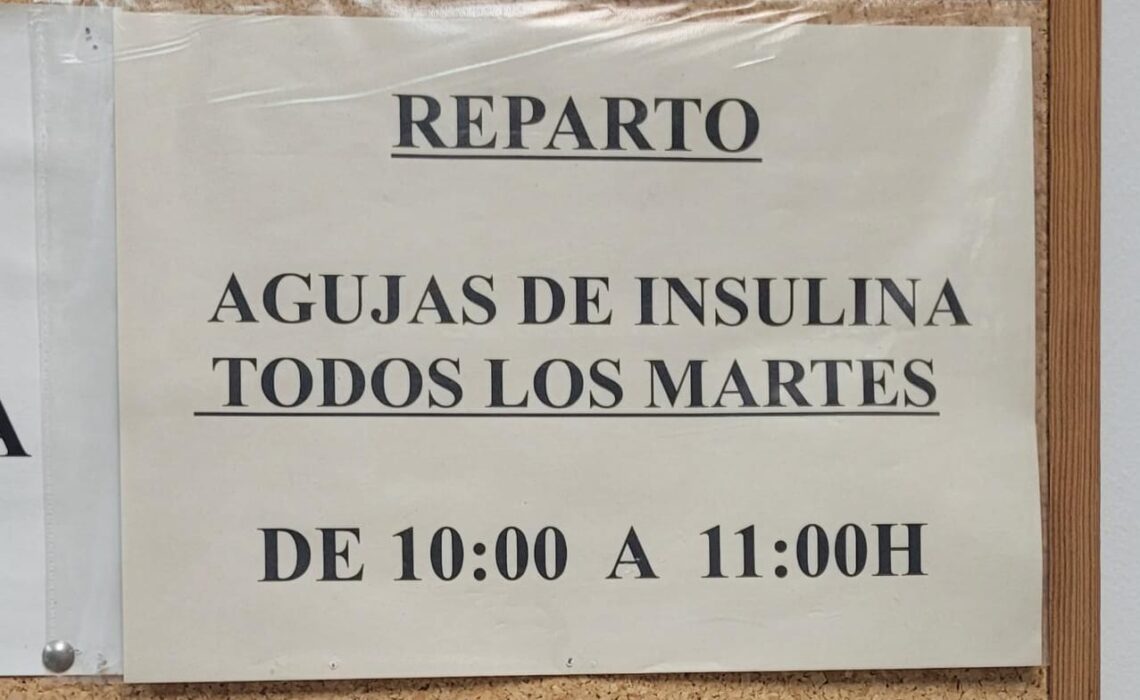 REPARTO
AGUJAS DE INSULINA
TODOS LOS MARTES
DE 10:00 A 11:00H